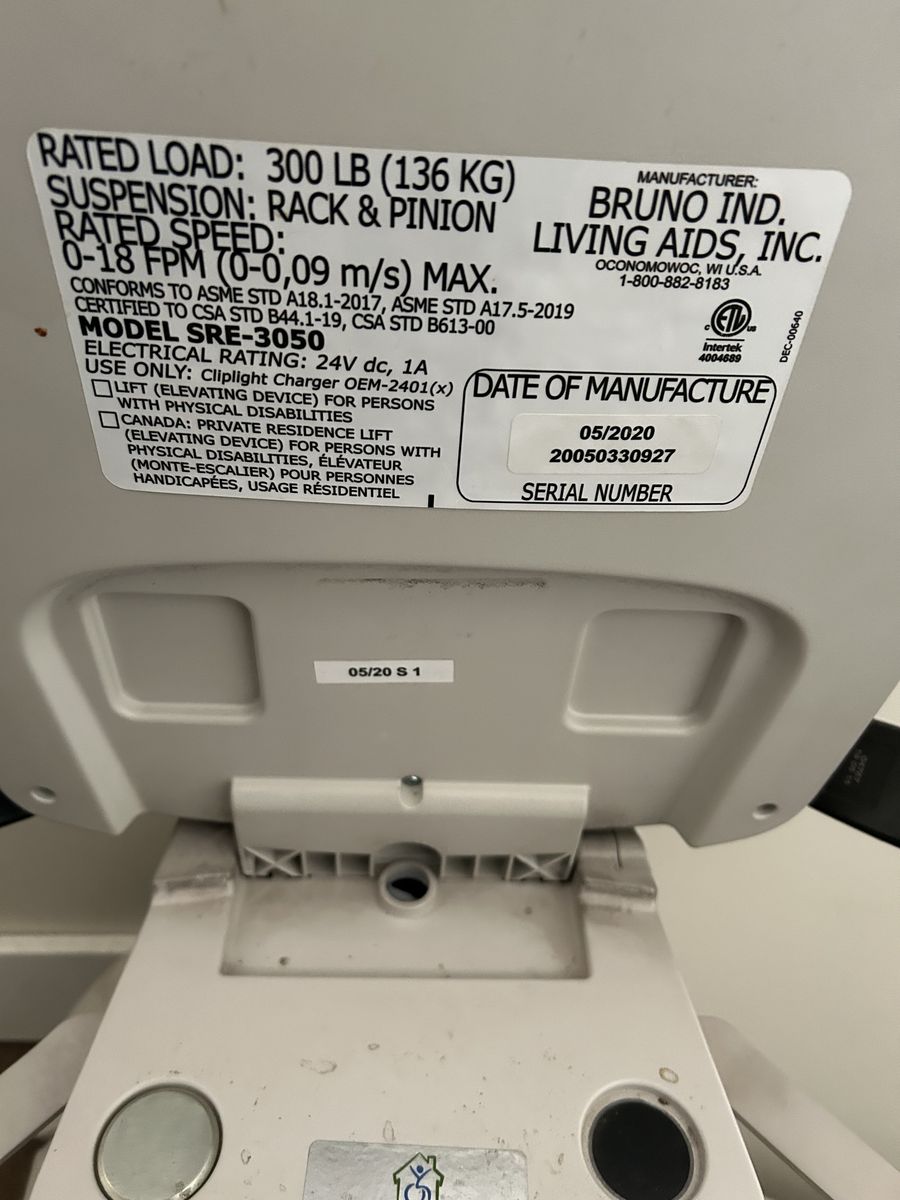 RATED LOAD: 300 LB (136 KG)
SUSPENSION: RACK & PINION
RATED SPEED:
0-18 FPM (0-0,09 m/s) MAX.
CONFORMS TO ASME STD A18.1-2017, ASME STD A17.5-2019
CERTIFIED TO CSA STD B44.1-19, CSA STD B613-00
MODEL SRE-3050
ELECTRICAL RATING: 24V dc, 1A
USE ONLY: Cliplight Charger OEM-2401(x)
LIFT (ELEVATING DEVICE) FOR PERSONS
WITH PHYSICAL DISABILITIES
CANADA: PRIVATE RESIDENCE LIFT
(ELEVATING DEVICE) FOR PERSONS WITH
PHYSICAL DISABILITIES, ÉLÉVATEUR
(MONTE-ESCALIER) POUR PERSONNES
HANDICAPÉES, USAGE RÉSIDENTIEL
MANUFACTURER:
BRUNO IND.
LIVING AIDS, INC.
OCONOMOWOC, WI U.S.A.
1-800-882-8183
C ETL US
Intertek
4004689
DEC-00640
DATE OF MANUFACTURE
05/2020
20050330927
SERIAL NUMBER
05/20 S 1